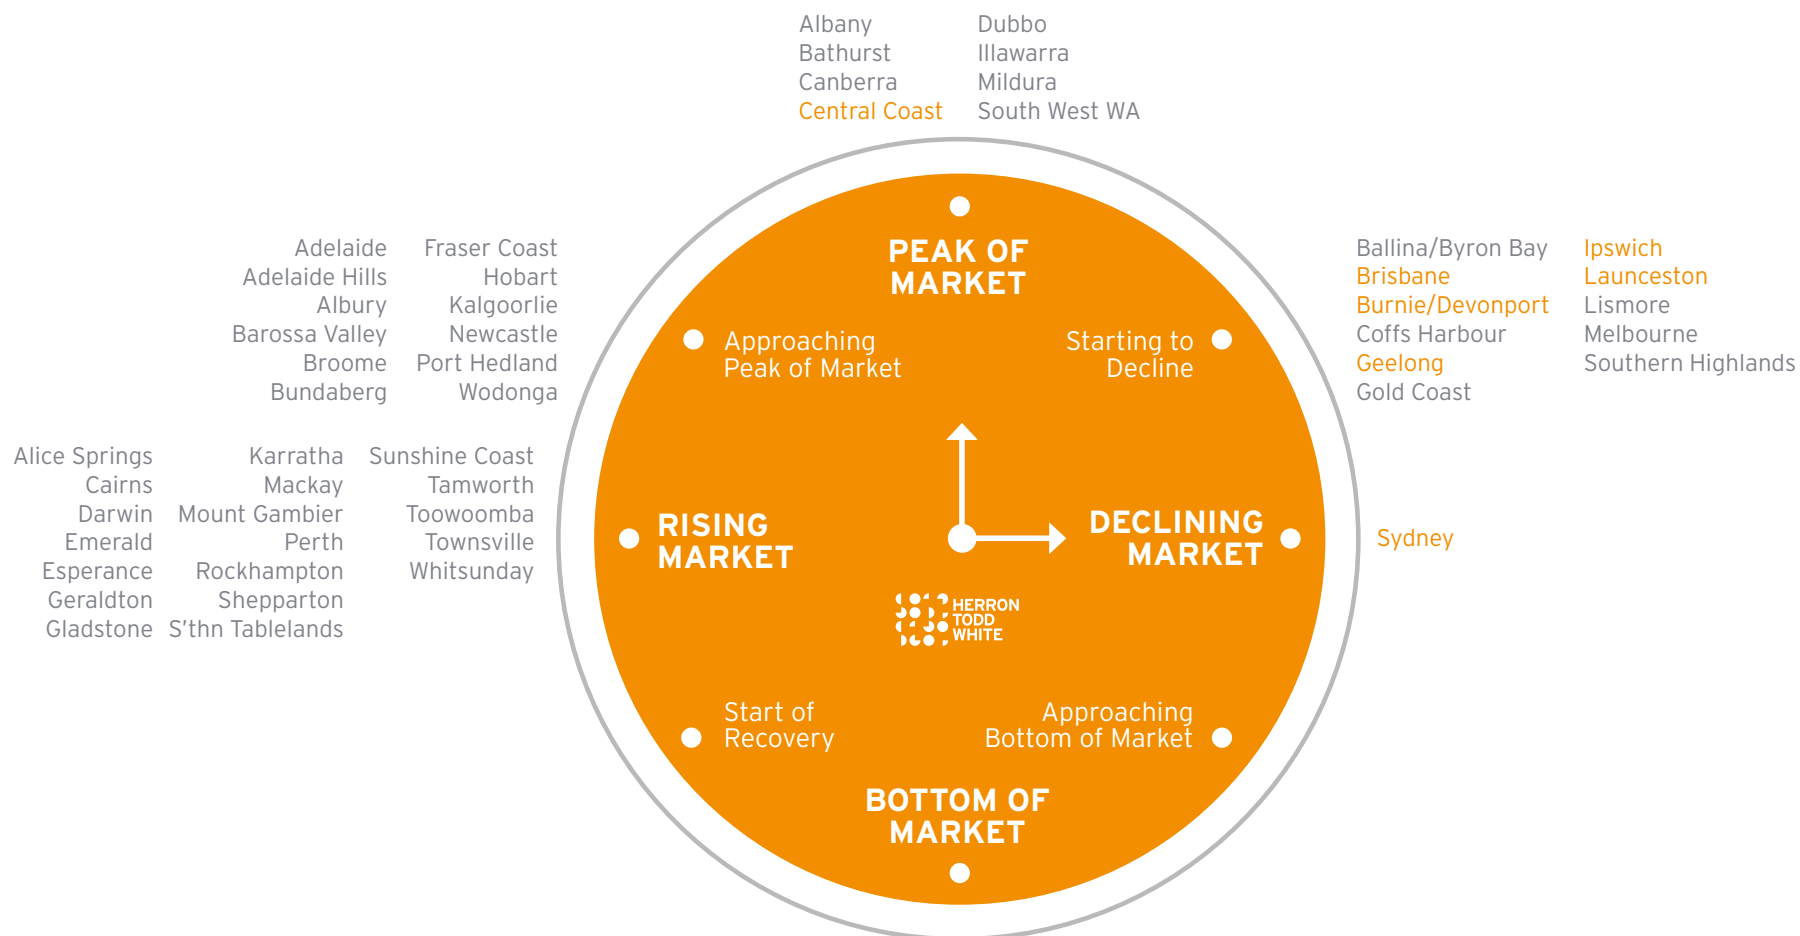 Albany
Bathurst
Canberra
Central Coast
Dubbo
Illawarra
Mildura
South West WA
Adelaide
Adelaide Hills
Albury
Barossa Valley
Broome
Bundaberg
Fraser Coast
Hobart
Kalgoorlie
Newcastle
Port Hedland
Wodonga
PEAK OF
MARKET
Approaching
Peak of Market
Starting to
Decline
Ballina/Byron Bay
Brisbane
Burnie/Devonport
Coffs Harbour
Geelong
Gold Coast
Ipswich
Launceston
Lismore
Melbourne
Southern Highlands
Alice Springs
Cairns
Darwin
Emerald
Esperance
Geraldton
Gladstone
Karratha
Mackay
Mount Gambier
Perth
Rockhampton
Shepparton
S'thn Tablelands
Sunshine Coast
Tamworth
Toowoomba
Townsville
Whitsunday
RISING
MARKET
DECLINING
MARKET
Sydney
HERRON
TODD
WHITE
Start of
Recovery
Approaching
Bottom of Market
BOTTOM OF
MARKET